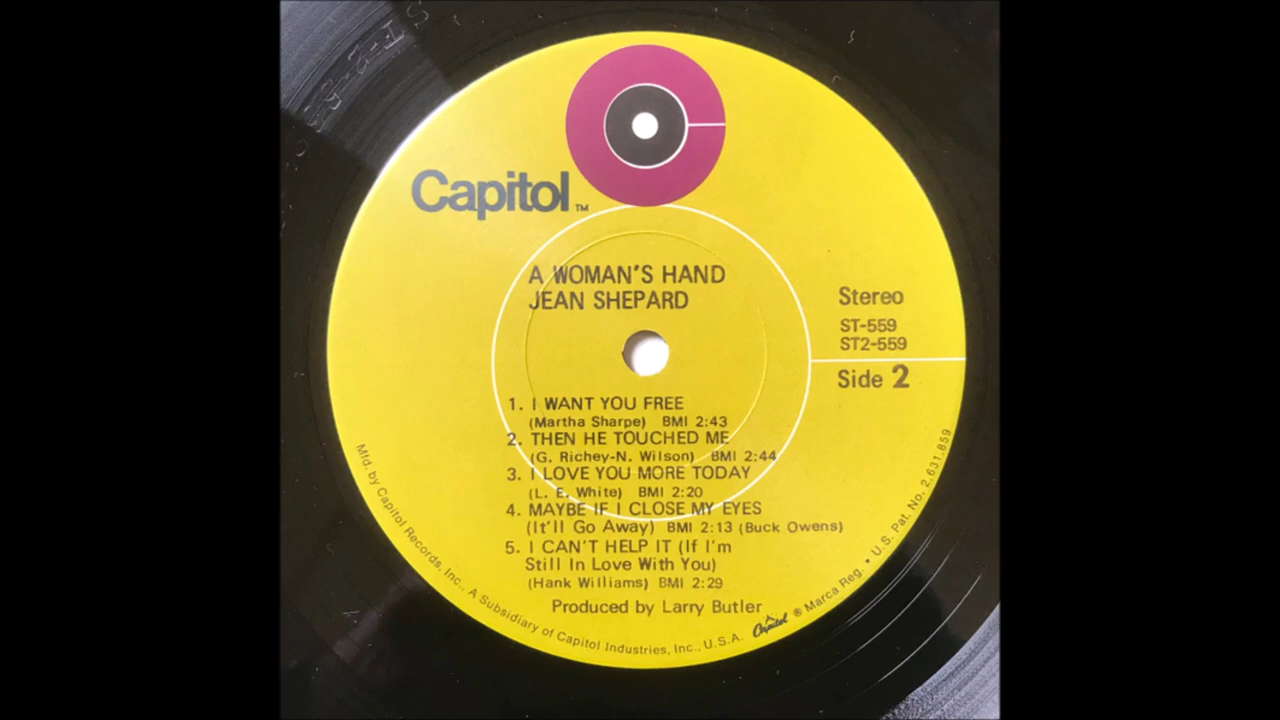 Capitol ™
A WOMAN'S HAND
JEAN SHEPARD
Stereo
ST-559
ST2-559
Side 2
1. I WANT YOU FREE
(Martha Sharpe) BMI 2:43
2. THEN HE TOUCHED ME
(G. Richey-N. Wilson) BMI 2:44
3. I LOVE YOU MORE TODAY
(L. E. White) BMI 2:20
4. MAYBE IF I CLOSE MY EYES
(It'll Go Away) BMI 2:13 (Buck Owens)
5. I CAN'T HELP IT (If I'm
Still In Love With You)
(Hank Williams) BMI 2:29
Produced by Larry Butler
Mfd. by Capitol Records, Inc., A Subsidiary of Capitol Industries, Inc., U.S.A. Capitol ® Marca Reg. • U.S. Pat. No. 2,631,859